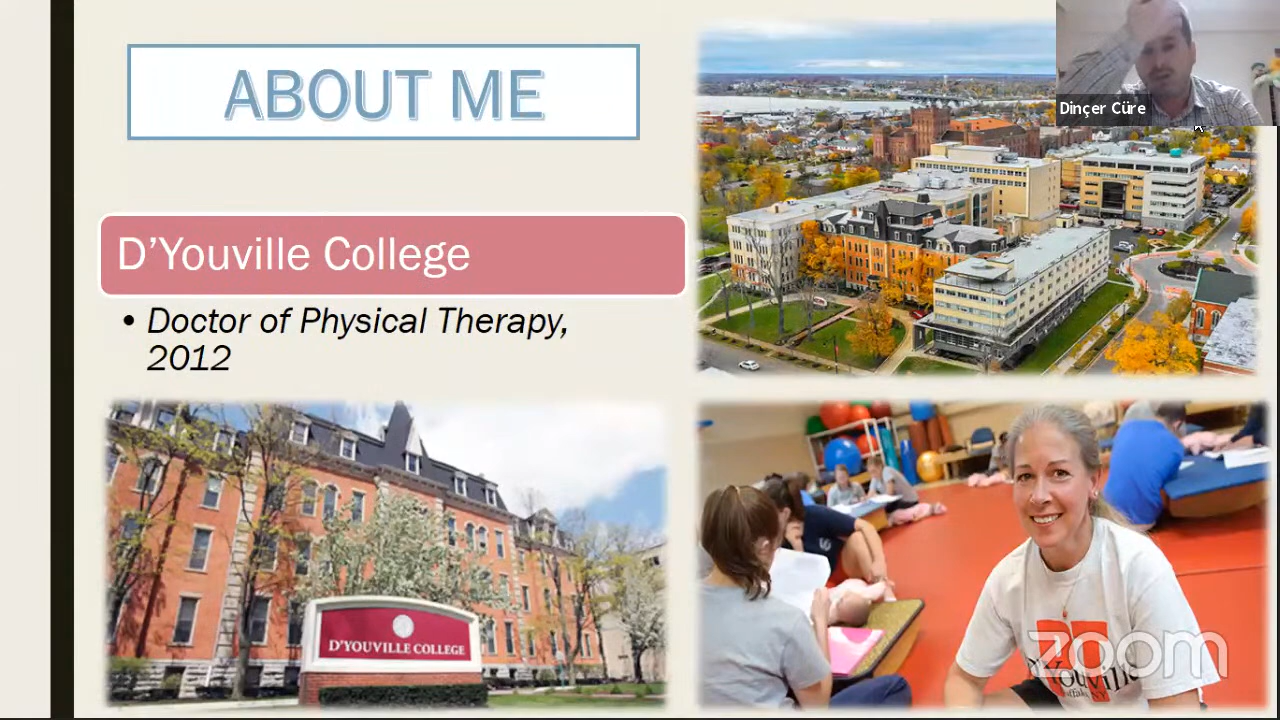 ABOUT ME
Dinçer Cüre
D’Youville College
• Doctor of Physical Therapy,
2012
D'YOUVILLE COLLEGE
zoom